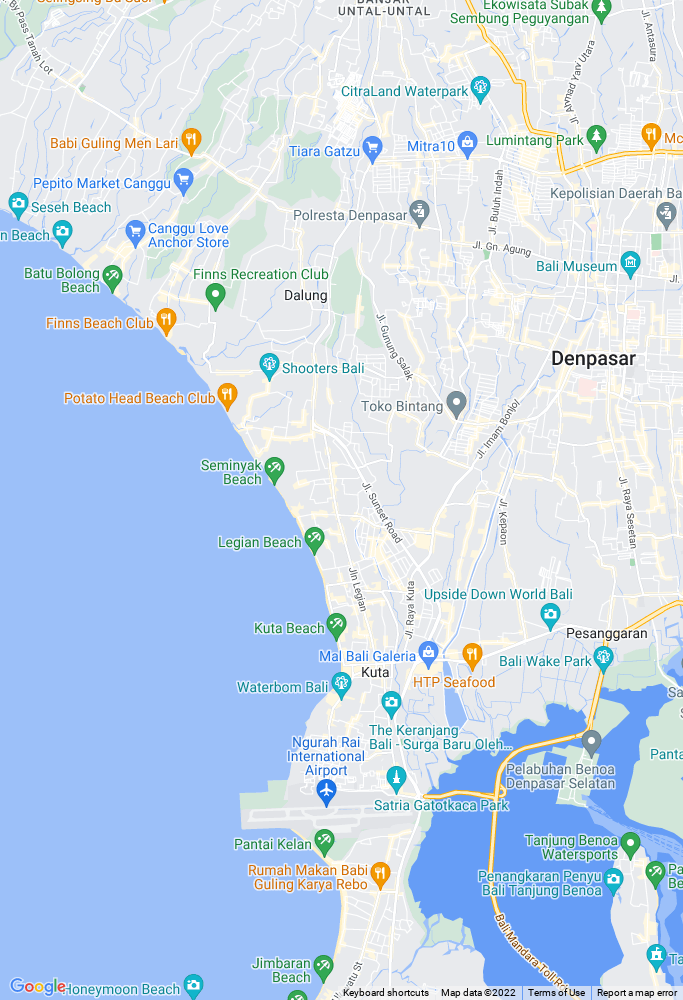 BANJAR
UNTAL-UNTAL
Ekowisata Subak
Sembung Peguyangan
By Pass Tanah Lot
Jl. Antasura
Jl. Ahmad Yani Utara
CitraLand Waterpark
Babi Guling Men Lari
Tiara Gatzu
Mitra10
Lumintang Park
Pepito Market Canggu
Jl. Buluh Indah
Kepolisian Daerah
Seseh Beach
Polresta Denpasar
Beach
Canggu Love
Anchor Store
Jl. Gn. Agung
Bali Museum
Batu Bolong
Beach
Finns Recreation Club
Dalung
Finns Beach Club
Jl. Gunung Salak
Denpasar
Shooters Bali
Potato Head Beach Club
Toko Bintang
Jl. Imam Bonjol
Seminyak
Beach
Jl. Sunset Road
Jl. Kepaon
Jl. Raya Sesetan
Legian Beach
Jln Legian
Jl. Raya Kuta
Upside Down World Bali
Kuta Beach
Pesanggaran
Mal Bali Galeria
Bali Wake Park
Kuta
HTP Seafood
Waterbom Bali
The Keranjang
Bali - Surga Baru Oleh...
Ngurah Rai
International
Airport
Pelabuhan Benoa
Denpasar Selatan
Satria Gatotkaca Park
Pantai Kelan
Tanjung Benoa
Watersports
Rumah Makan Babi
Guling Karya Rebo
Penangkaran Penyu
Bali Tanjung Benoa
Bali Mandara Toll Rd
Jimbaran
Beach
Google
Honeymoon Beach
Keyboard shortcuts
Map data ©2022
Terms of Use
Report a map error